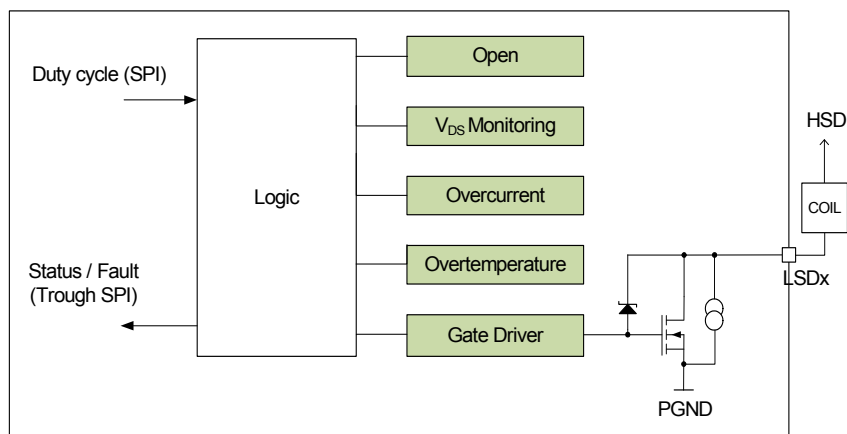 Duty cycle (SPI)
Status / Fault
(Trough SPI)
Logic
Open
VDS Monitoring
Overcurrent
Overtemperature
Gate Driver
HSD
COIL
LSDx
PGND